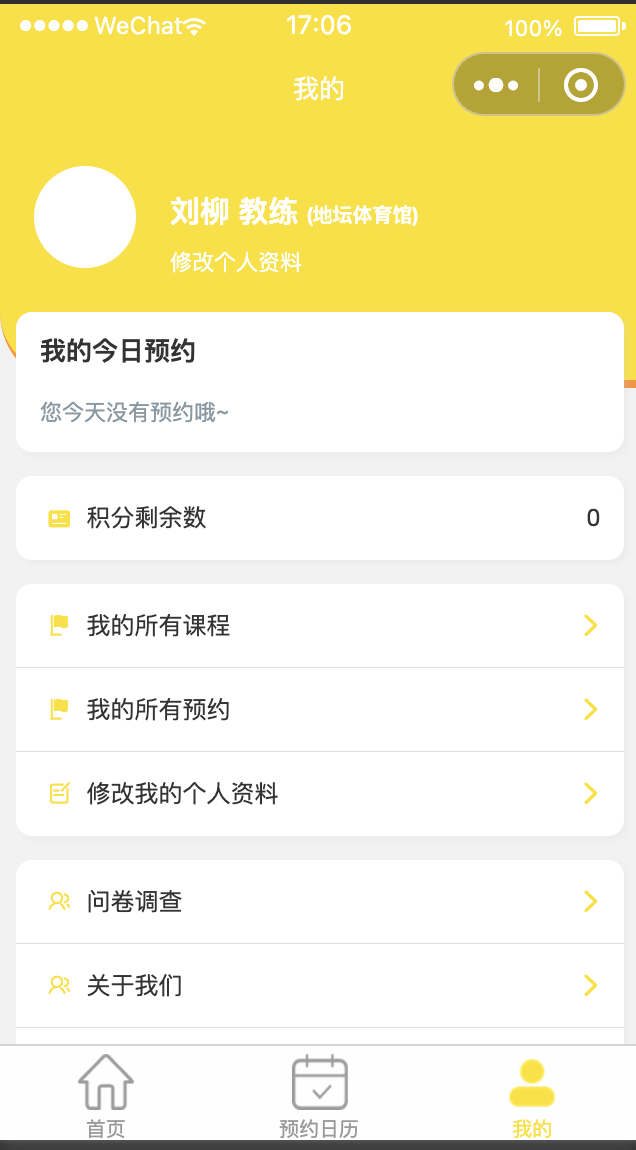 WeChat 17:06 100%
我的
刘柳 教练 (地坛体育馆)
修改个人资料
我的今日预约
您今天没有预约哦~
积分剩余数 0
我的所有课程
我的所有预约
修改我的个人资料
问卷调查
关于我们
首页 预约日历 我的